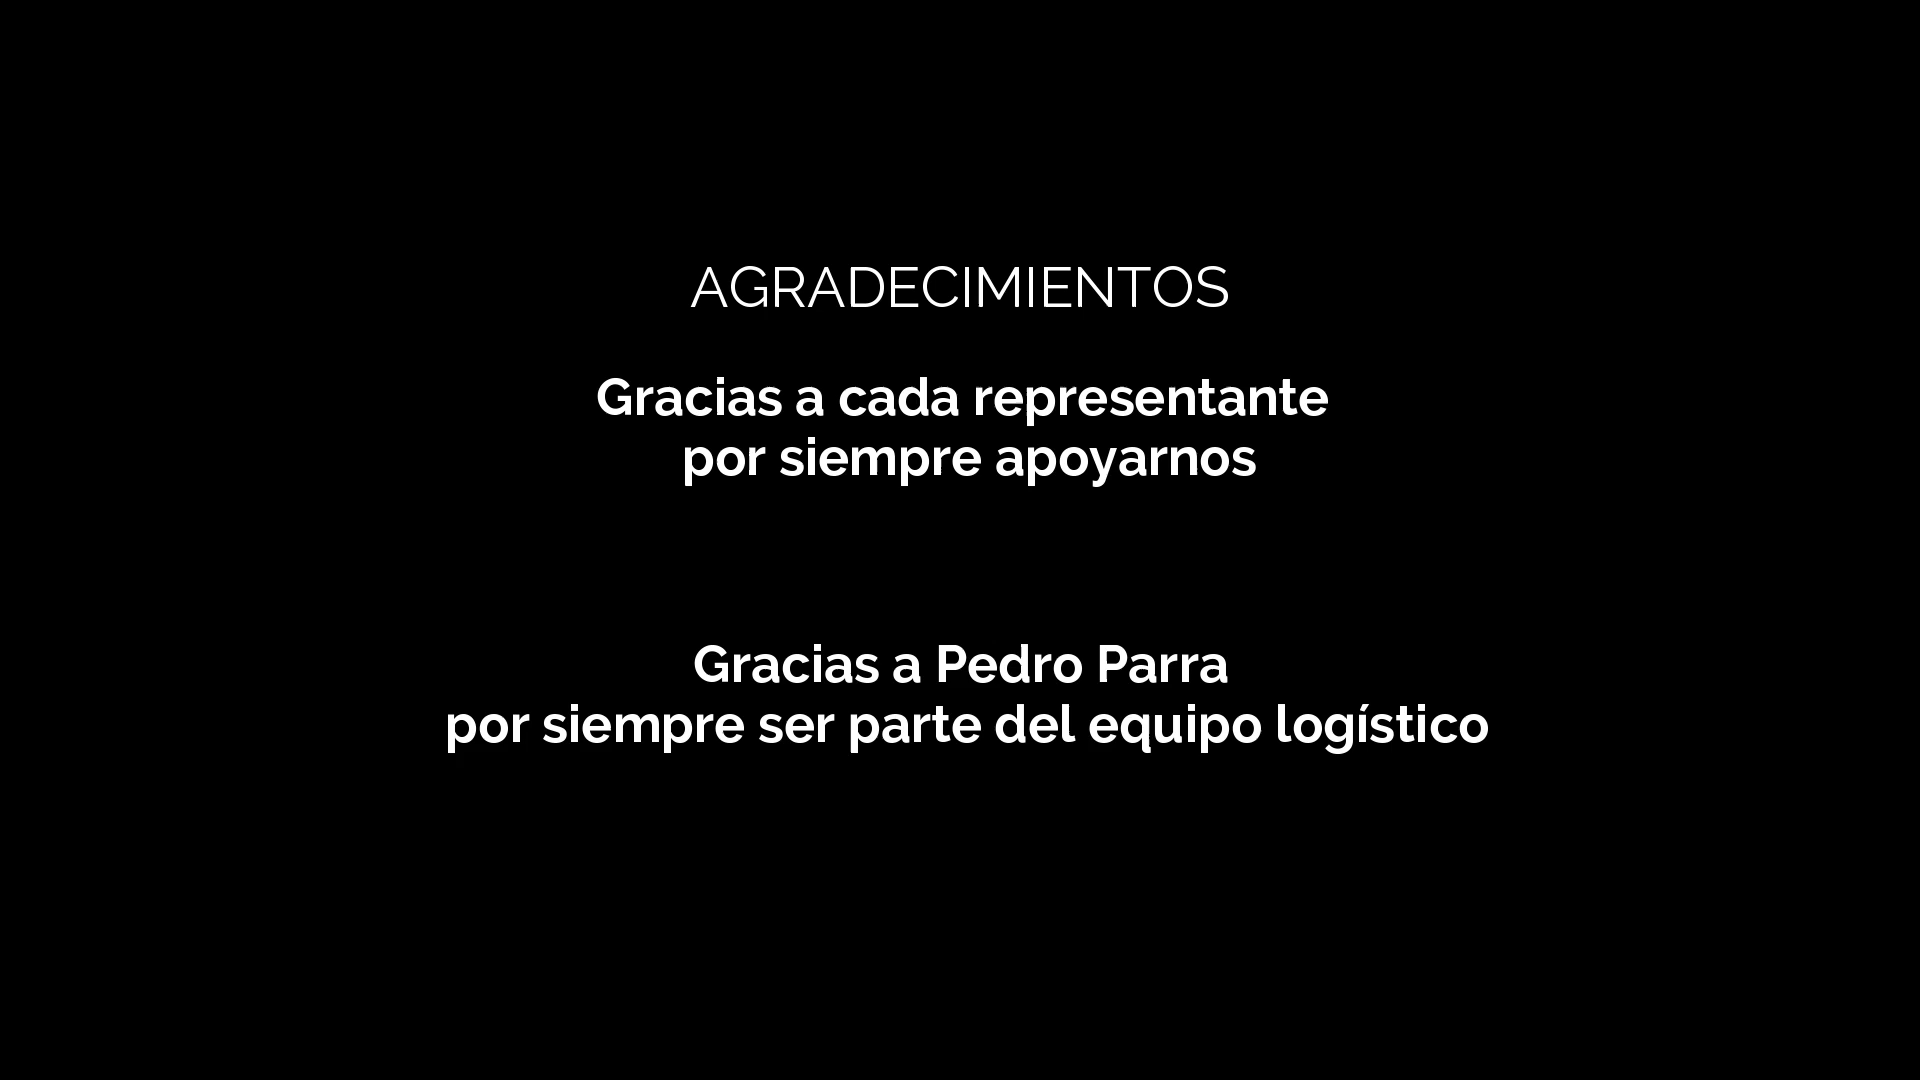 AGRADECIMIENTOS
Gracias a cada representante
por siempre apoyarnos
Gracias a Pedro Parra
por siempre ser parte del equipo logístico